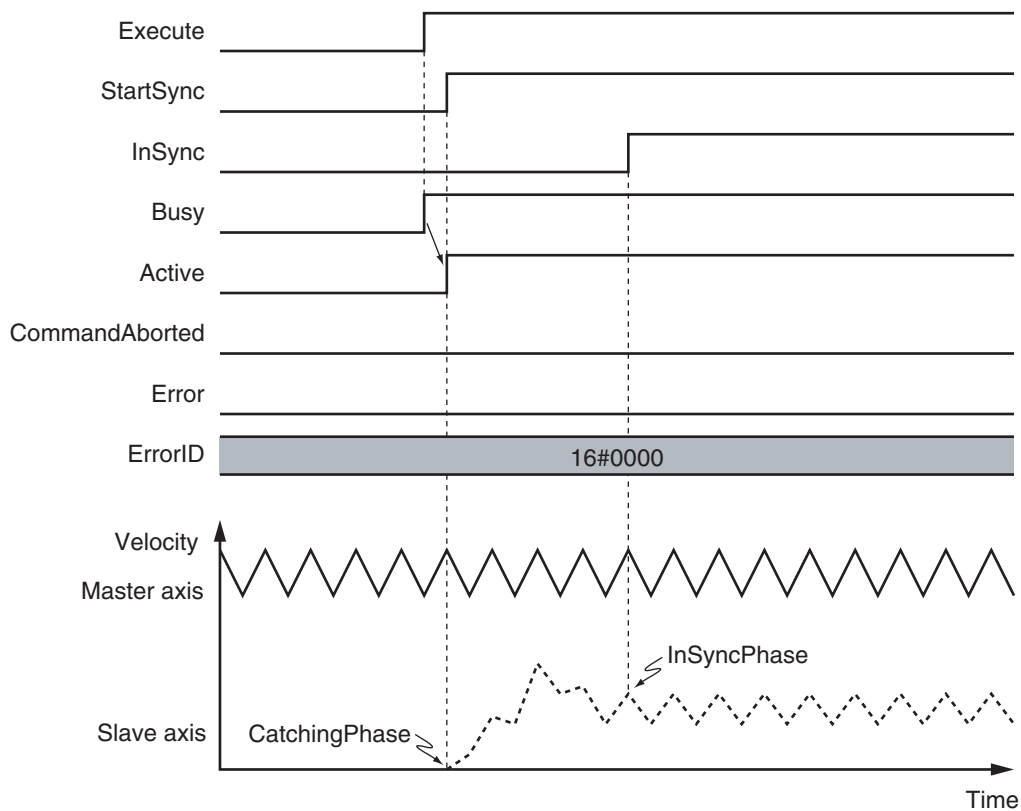 Execute
StartSync
InSync
Busy
Active
CommandAborted
Error
ErrorID
16#0000
Velocity
Master axis
InSyncPhase
Slave axis
CatchingPhase
Time